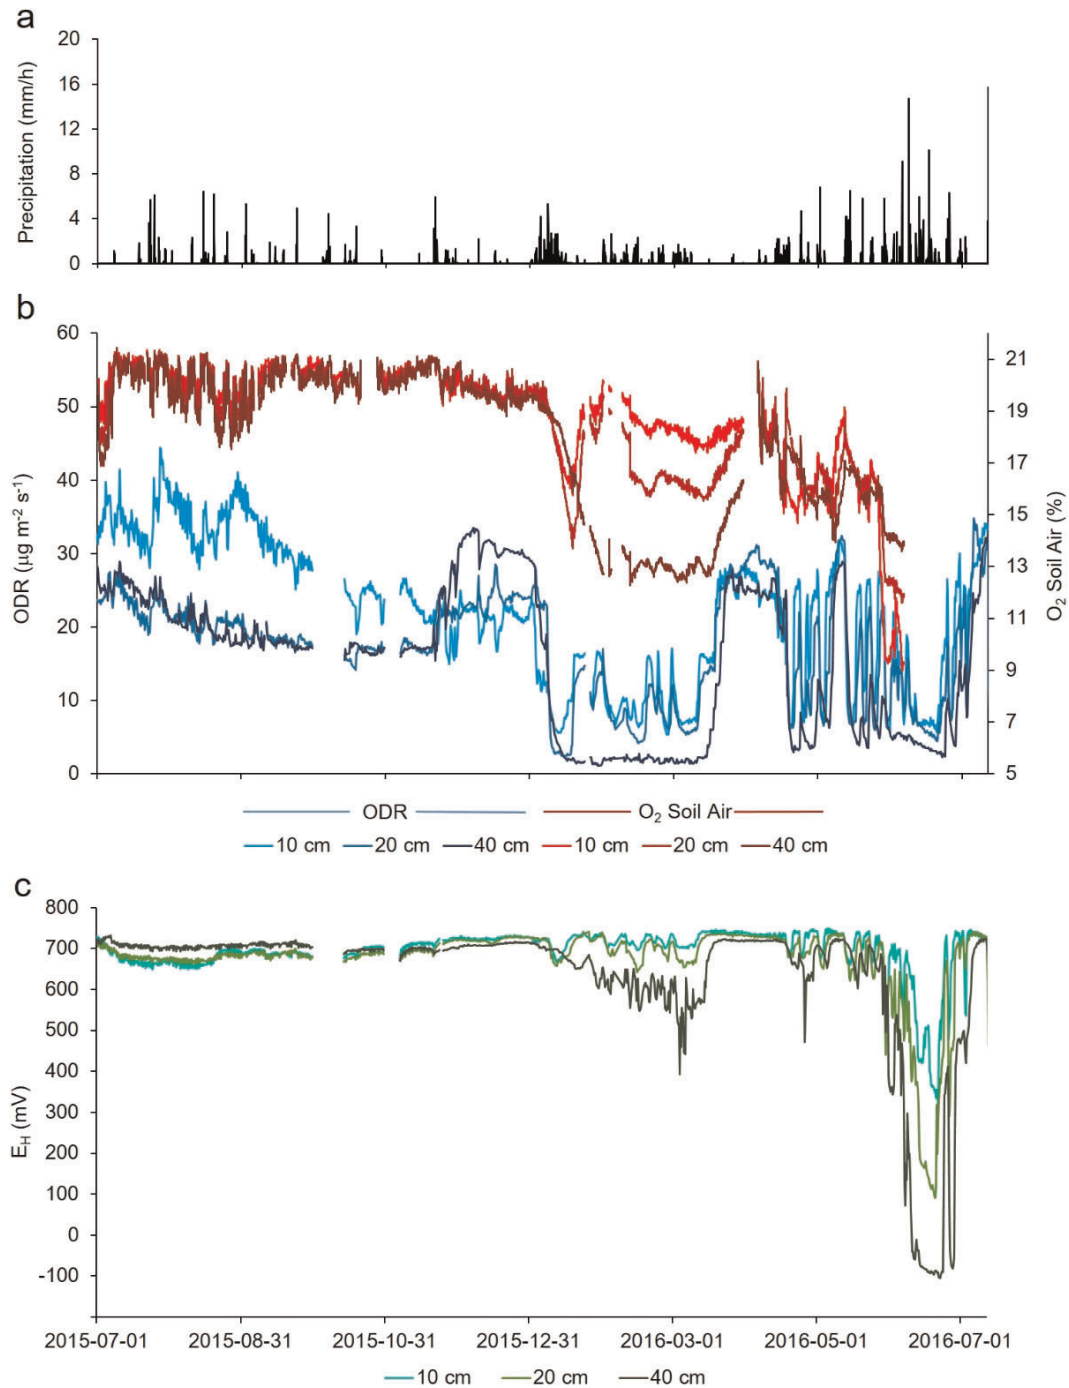 a
Precipitation (mm/h)
20
16
12
8
4
0
b
ODR (µg m⁻² s⁻¹)
60
50
40
30
20
10
0
O₂ Soil Air (%)
21
19
17
15
13
11
9
7
5
ODR O₂ Soil Air
10 cm 20 cm 40 cm 10 cm 20 cm 40 cm
c
E_H (mV)
800
700
600
500
400
300
200
100
0
-100
2015-07-01 2015-08-31 2015-10-31 2015-12-31 2016-03-01 2016-05-01 2016-07-01
10 cm 20 cm 40 cm